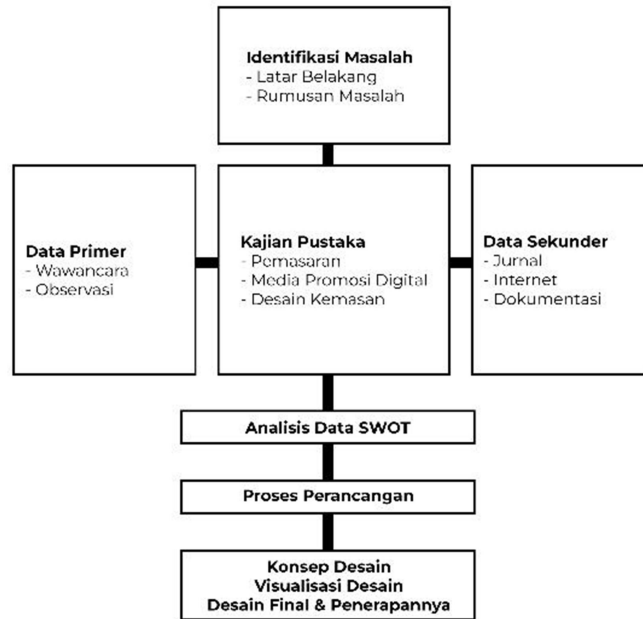 Identifikasi Masalah
- Latar Belakang
- Rumusan Masalah
Data Primer
- Wawancara
- Observasi
Kajian Pustaka
- Pemasaran
- Media Promosi Digital
- Desain Kemasan
Data Sekunder
- Jurnal
- Internet
- Dokumentasi
Analisis Data SWOT
Proses Perancangan
Konsep Desain
Visualisasi Desain
Desain Final & Penerapannya